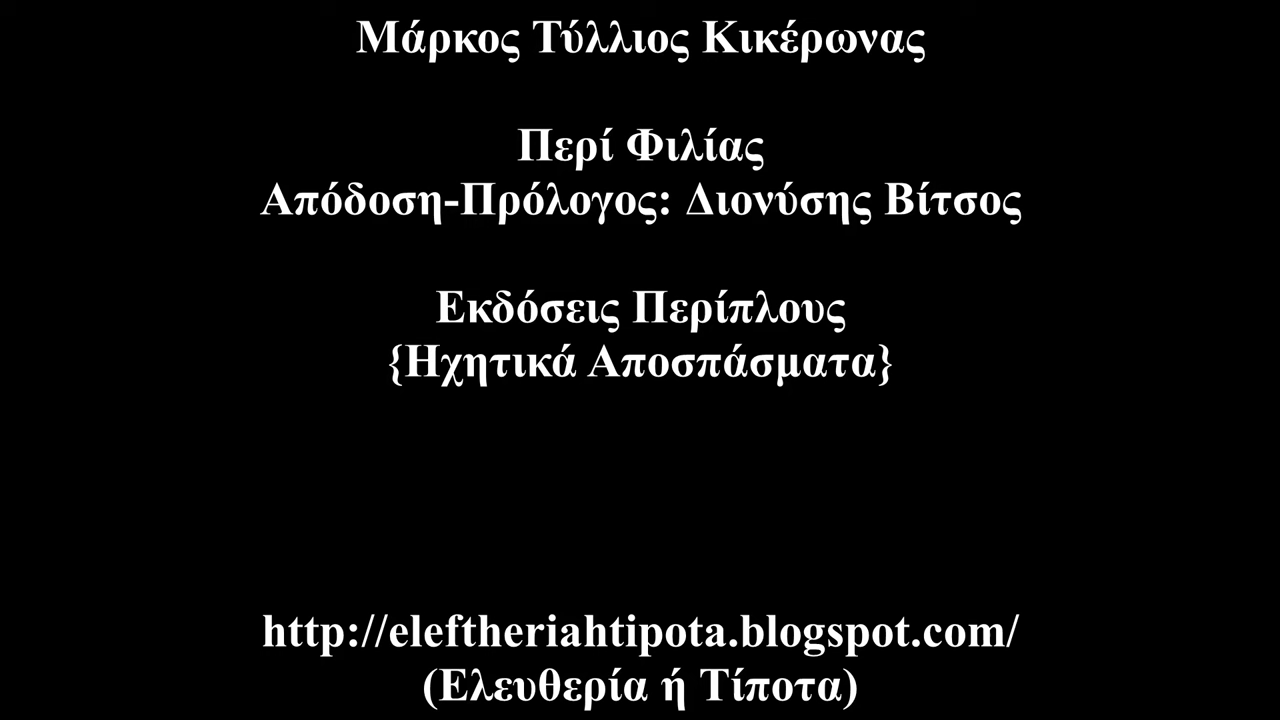 Μάρκος Τύλλιος Κικέρωνας
Περί Φιλίας
Απόδοση-Πρόλογος: Διονύσης Βίτσος
Εκδόσεις Περίπλους
{Ηχητικά Αποσπάσματα}
http://eleftheriahtipota.blogspot.com/
(Ελευθερία ή Τίποτα)